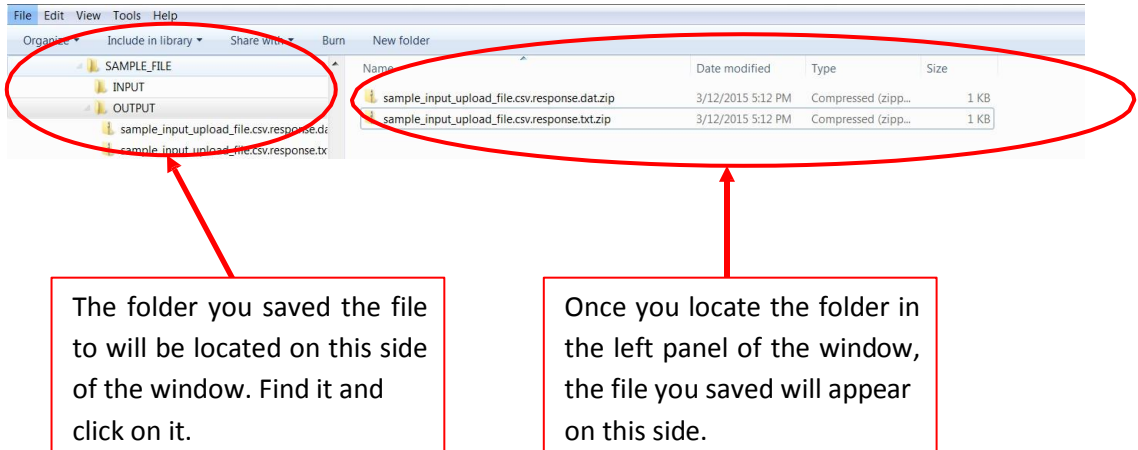 File Edit View Tools Help
Organize Include in library Share with Burn New folder
SAMPLE_FILE
INPUT
OUTPUT
sample_input_upload_file.csv.response.da
sample_input_upload_file.csv.response.tx
Name Date modified Type Size
sample_input_upload_file.csv.response.dat.zip 3/12/2015 5:12 PM Compressed (zipp... 1 KB
sample_input_upload_file.csv.response.txt.zip 3/12/2015 5:12 PM Compressed (zipp... 1 KB
The folder you saved the file
to will be located on this side
of the window. Find it and
click on it.
Once you locate the folder in
the left panel of the window,
the file you saved will appear
on this side.